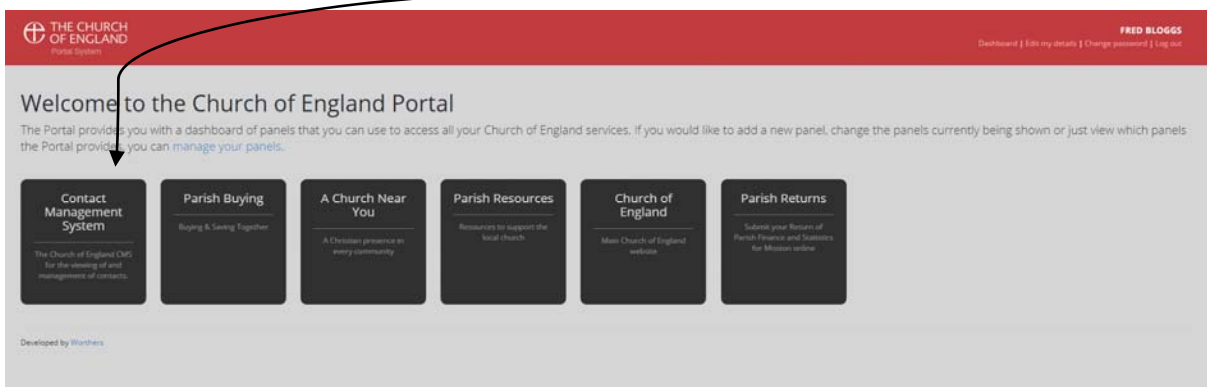 THE CHURCH
OF ENGLAND
Portal System
FRED BLOGGS
Dashboard | Edit my details | Change password | Log out
Welcome to the Church of England Portal
The Portal provides you with a dashboard of panels that you can use to access all your Church of England services. If you would like to add a new panel, change the panels currently being shown or just view which panels
the Portal provides, you can manage your panels.
Contact
Management
System
The Church of England CMS
for the viewing of and
management of contacts.
Parish Buying
Buying & Saving Together
A Church Near
You
A Christian presence in
every community
Parish Resources
Resources to support the
local church
Church of
England
Main Church of England
website
Parish Returns
Submit your Return of
Parish Finance and Statistics
for Mission online
Developed by Worthers